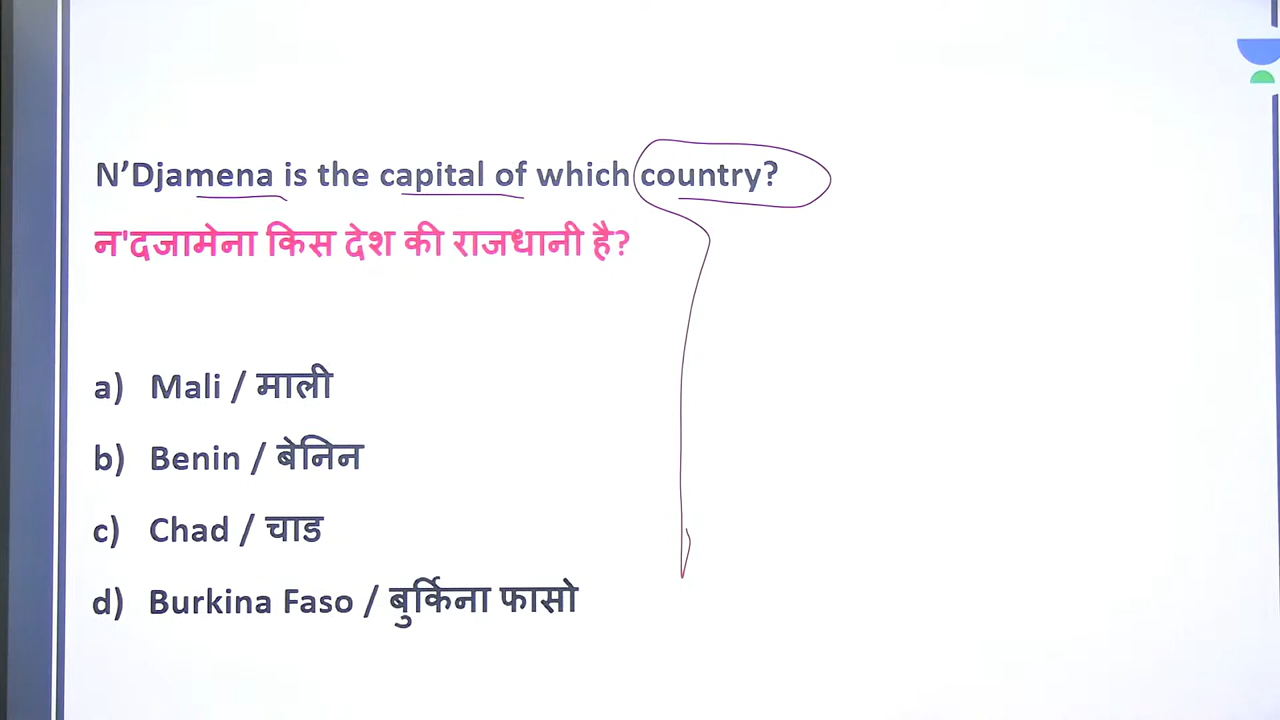 N’Djamena is the capital of which country?
न'दजामेना किस देश की राजधानी है?
a) Mali / माली
b) Benin / बेनिन
c) Chad / चाड
d) Burkina Faso / बुर्किना फासो